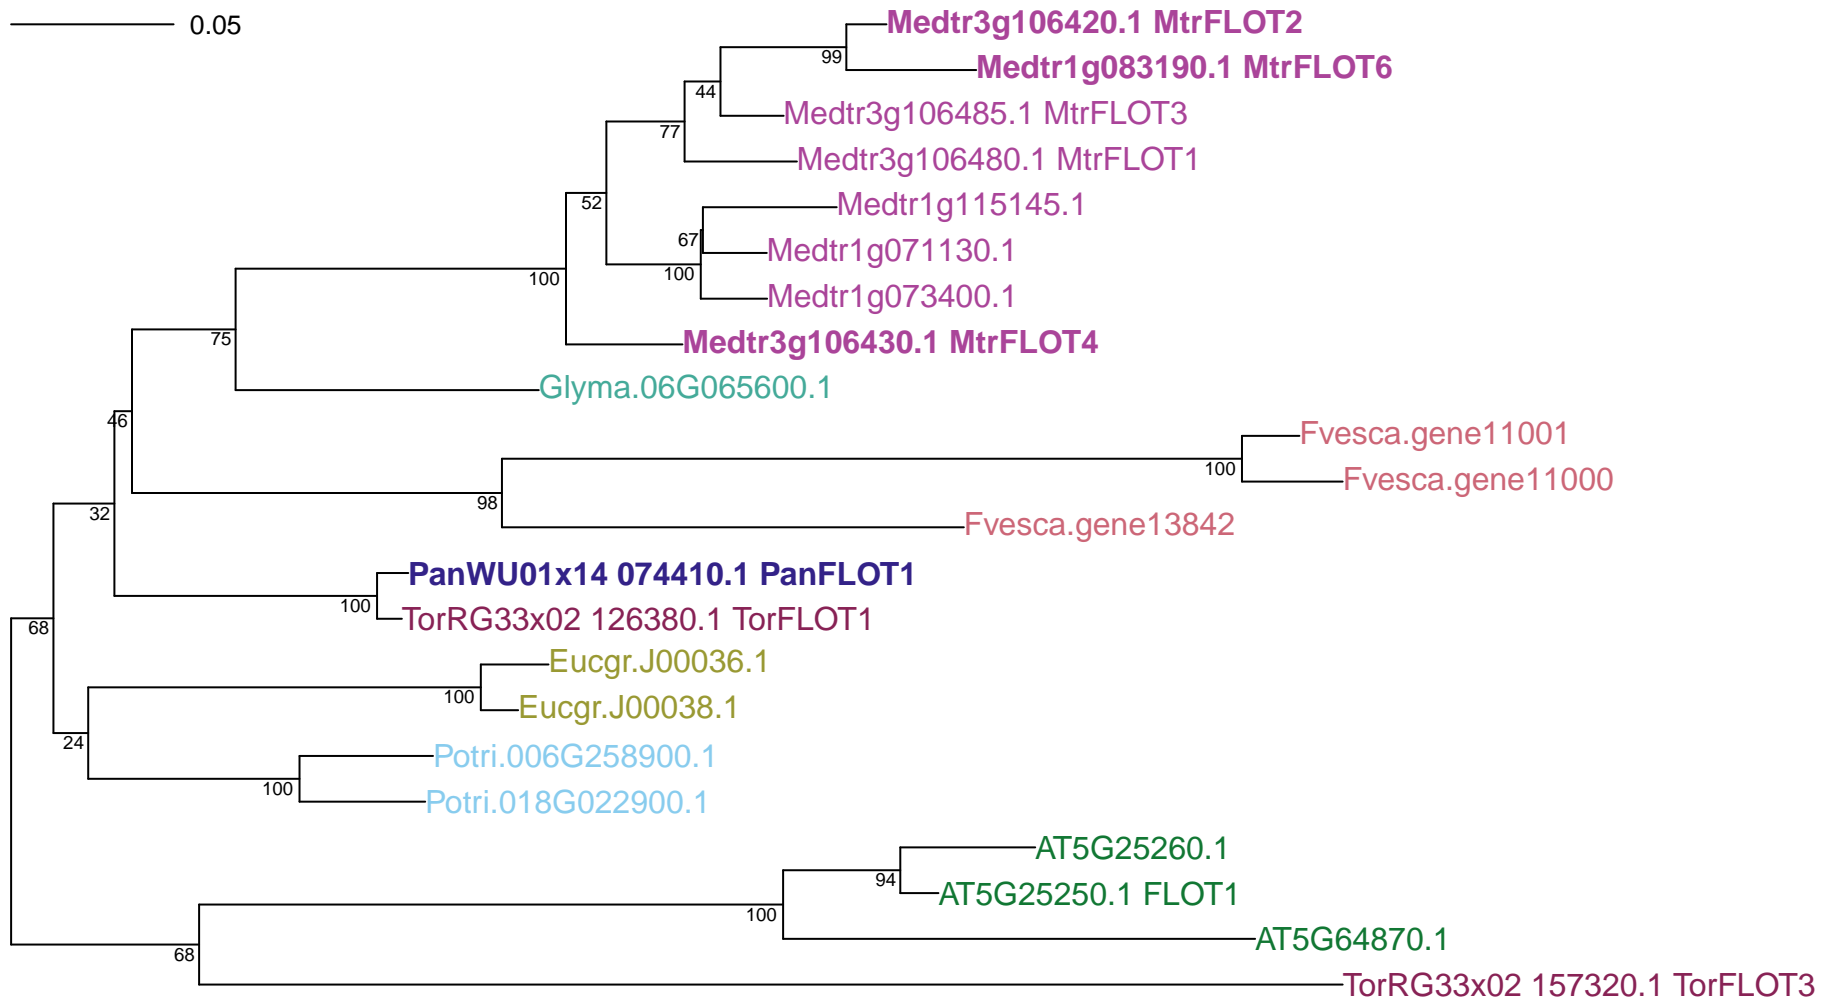 0.05
Medtr3g106420.1 MtrFLOT2
99
Medtr1g083190.1 MtrFLOT6
44
Medtr3g106485.1 MtrFLOT3
77
Medtr3g106480.1 MtrFLOT1
52
Medtr1g115145.1
67
Medtr1g071130.1
100
100
Medtr1g073400.1
75
Medtr3g106430.1 MtrFLOT4
Glyma.06G065600.1
46
Fvesca.gene11001
100
Fvesca.gene11000
98
32
Fvesca.gene13842
PanWU01x14 074410.1 PanFLOT1
100
TorRG33x02 126380.1 TorFLOT1
68
Eucgr.J00036.1
100
Eucgr.J00038.1
24
Potri.006G258900.1
100
Potri.018G022900.1
AT5G25260.1
94
AT5G25250.1 FLOT1
100
AT5G64870.1
68
TorRG33x02 157320.1 TorFLOT3